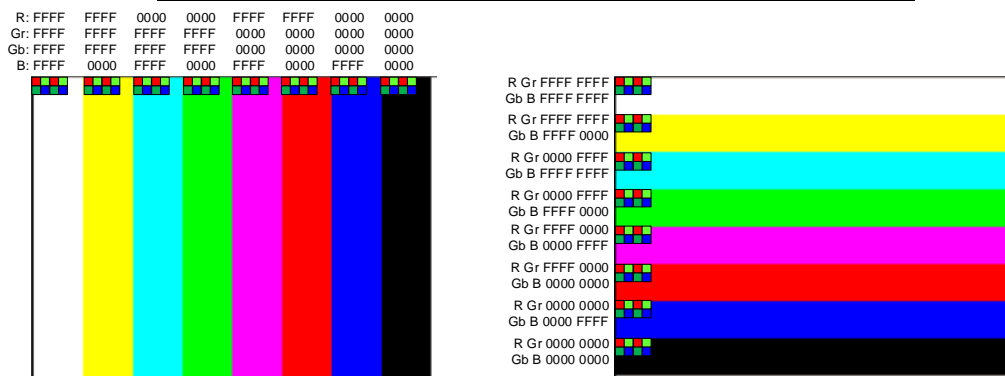 R: FFFF FFFF 0000 0000 FFFF FFFF 0000 0000
Gr: FFFF FFFF FFFF FFFF 0000 0000 0000 0000
Gb: FFFF FFFF FFFF FFFF 0000 0000 0000 0000
B: FFFF 0000 FFFF 0000 FFFF 0000 FFFF 0000
R Gr FFFF FFFF
Gb B FFFF FFFF
R Gr FFFF FFFF
Gb B FFFF 0000
R Gr 0000 FFFF
Gb B FFFF FFFF
R Gr 0000 FFFF
Gb B FFFF 0000
R Gr FFFF 0000
Gb B 0000 FFFF
R Gr FFFF 0000
Gb B 0000 0000
R Gr 0000 0000
Gb B 0000 FFFF
R Gr 0000 0000
Gb B 0000 0000